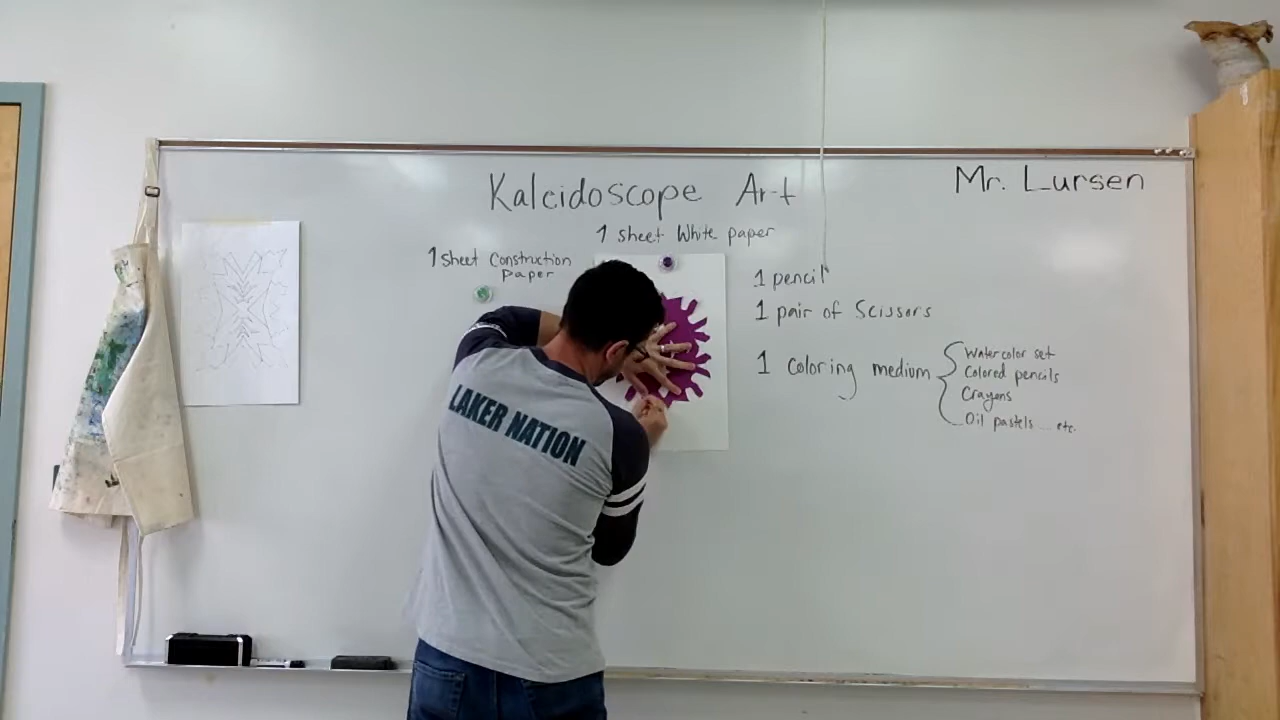 Kaleidoscope Art
Mr. Lursen
1 sheet White paper
1 Sheet Construction
paper
1 pencil
1 pair of Scissors
1 coloring medium
Watercolor set
Colored pencils
Crayons
Oil pastels ... etc.
LAKER NATION